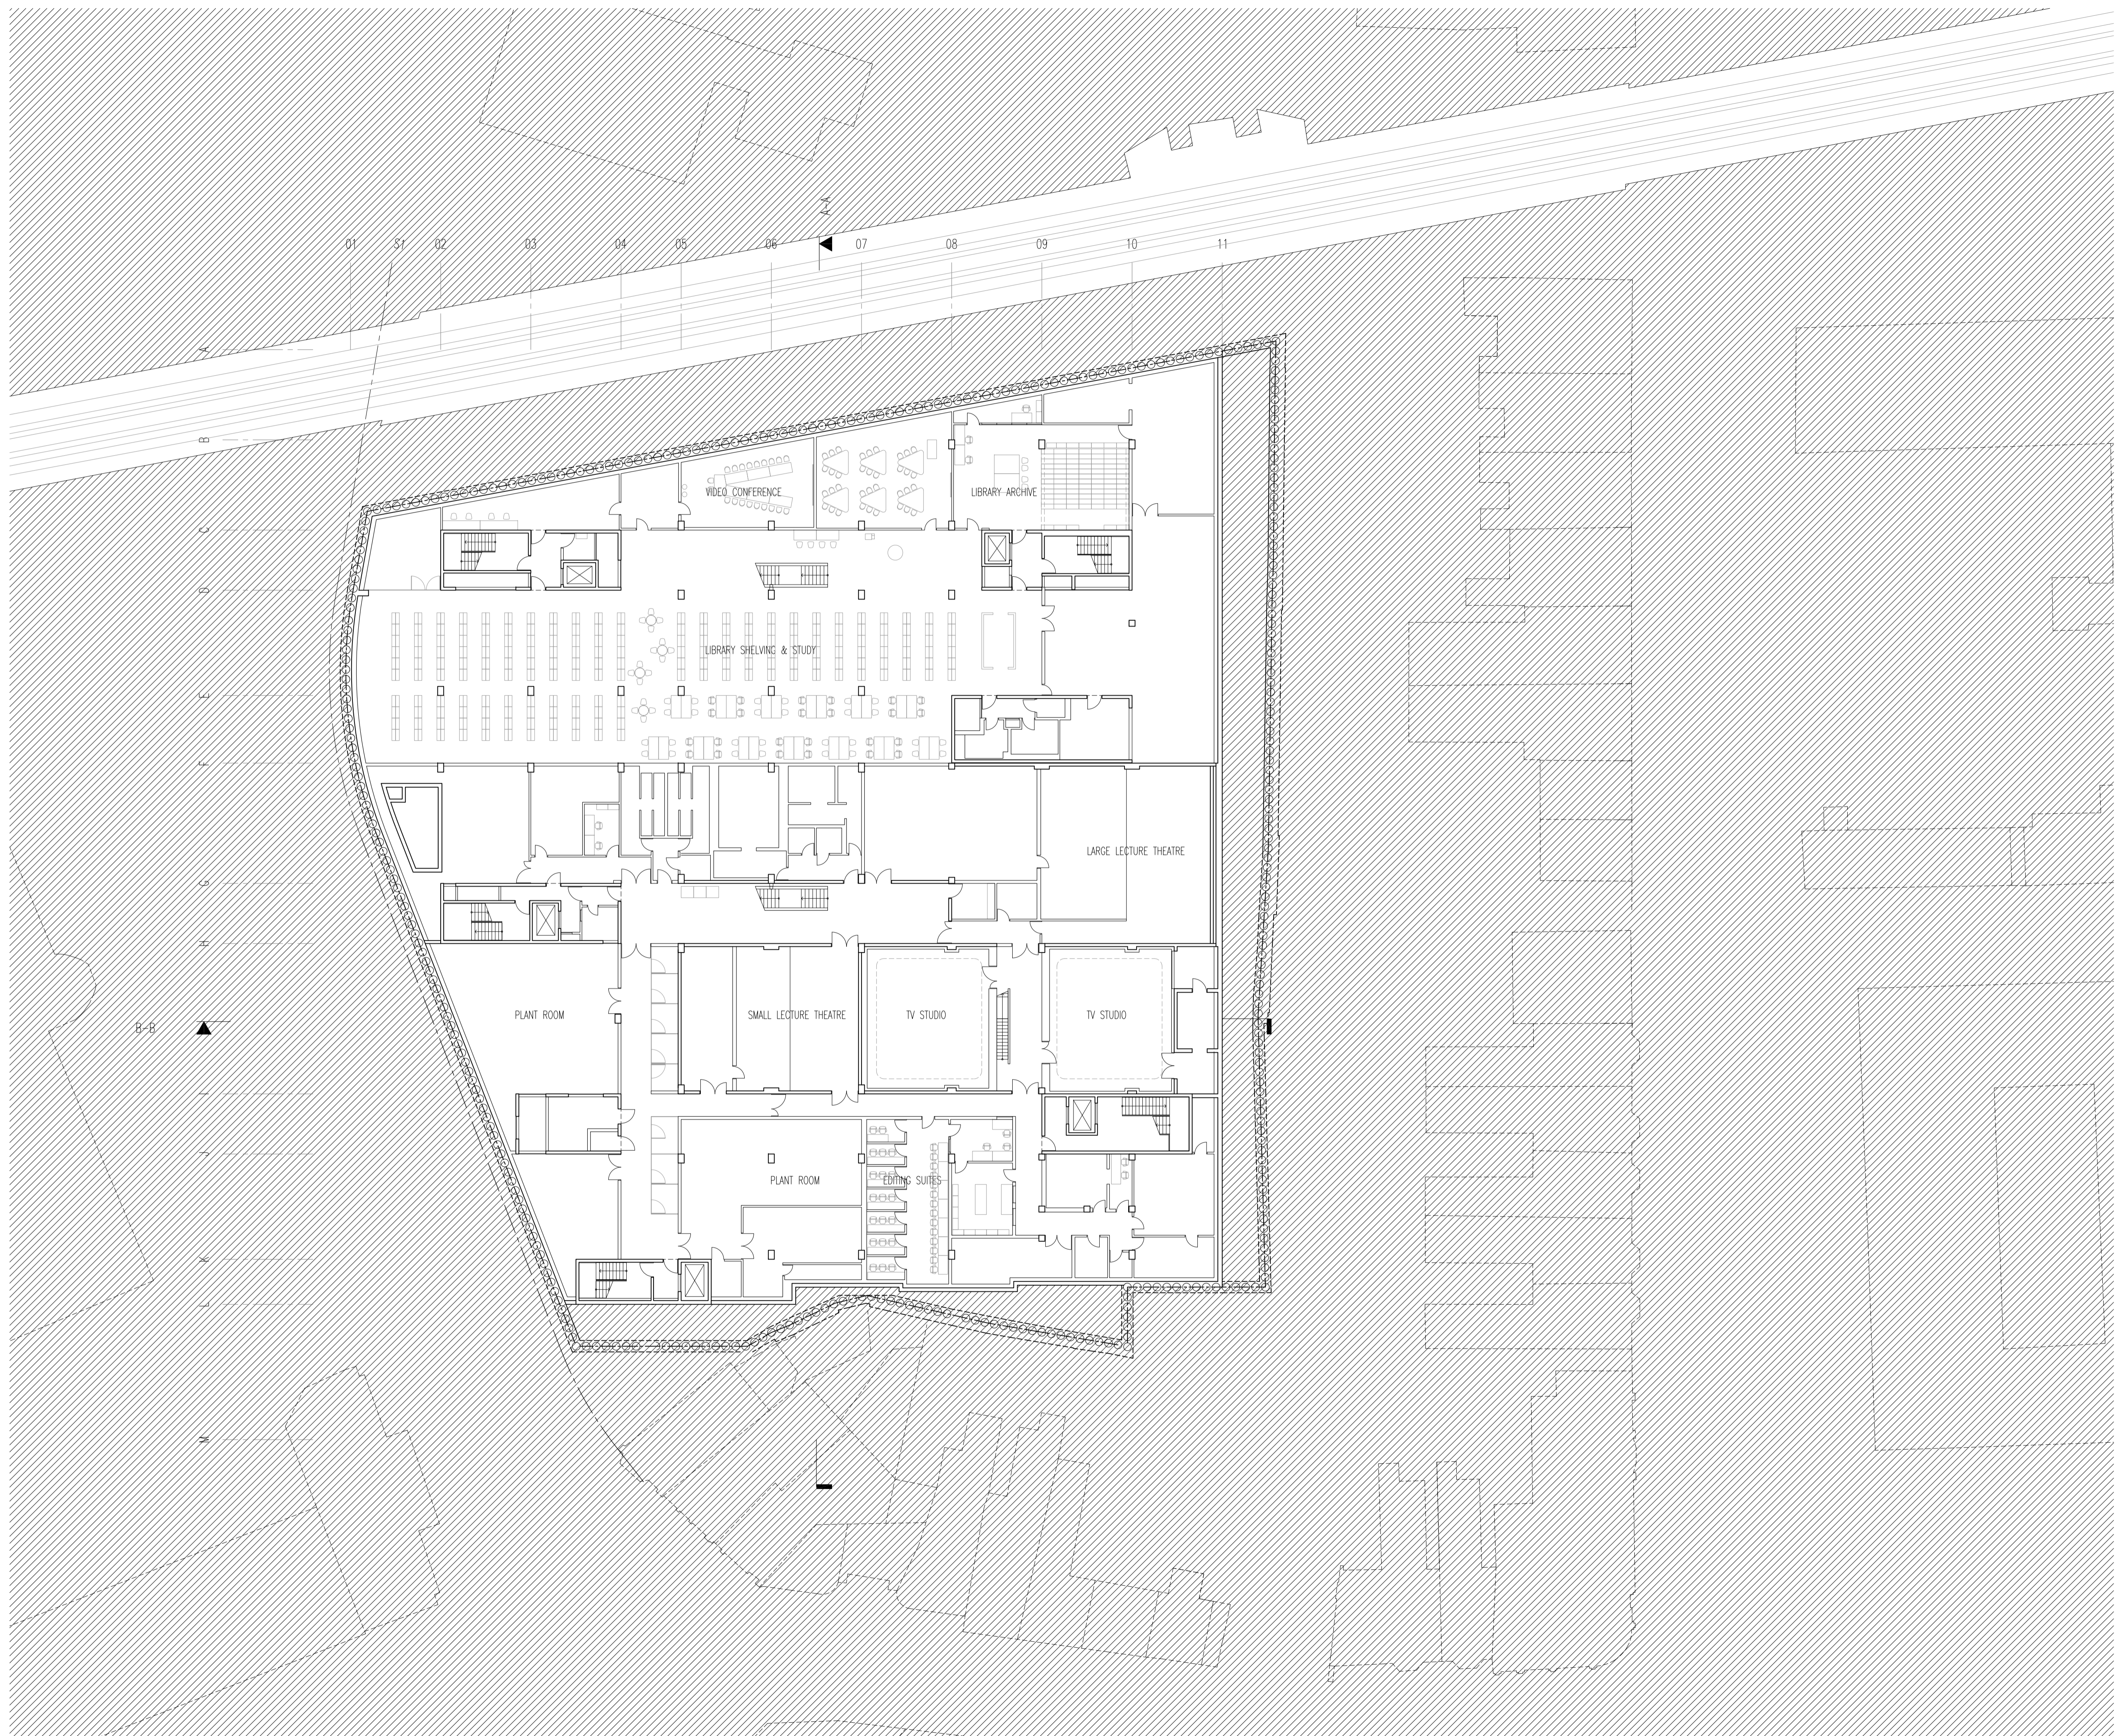 A-A
01 S1 02 03 04 05 06 07 08 09 10 11
A
B
VIDEO CONFERENCE
LIBRARY ARCHIVE
C
D
LIBRARY SHELVING & STUDY
E
F
LARGE LECTURE THEATRE
G
H
PLANT ROOM
SMALL LECTURE THEATRE
TV STUDIO
TV STUDIO
B-B
I
J
PLANT ROOM
EDITING SUITES
K
L
M